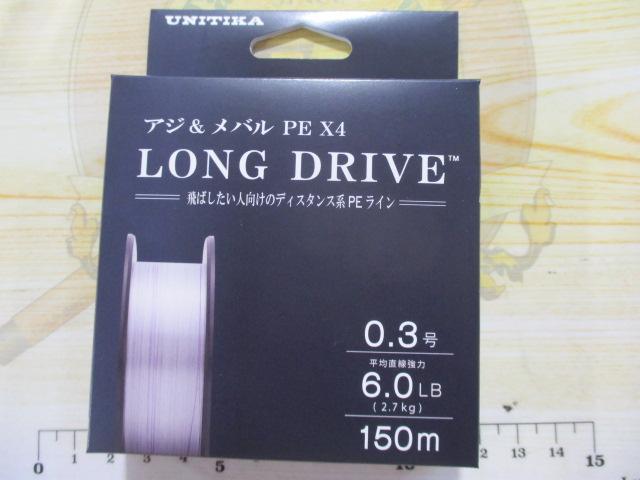 UNITIKA
アジ & メバル PE X4
LONG DRIVE™
飛ばしたい人向けのディスタンス系PEライン
0.3号
平均直線強力
6.0LB
(2.7kg)
150m
0 1 2 3 4 5 10 12 13 14 15